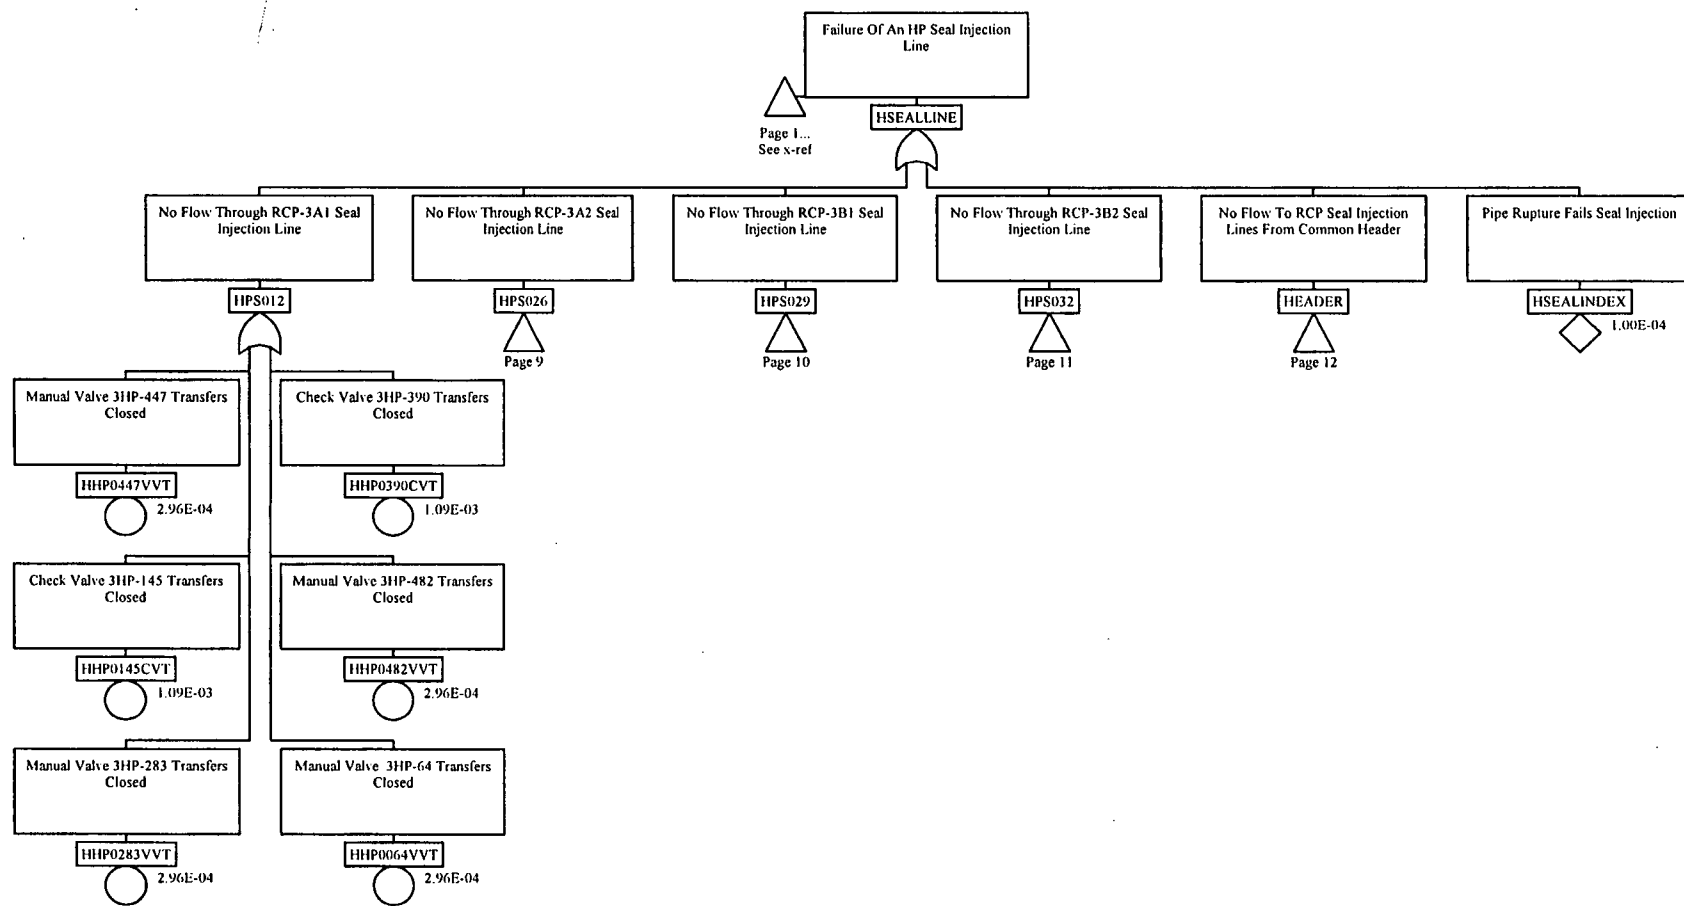 Failure Of An HP Seal Injection
Line
Page 1...
See x-ref
HSEALLINE
No Flow Through RCP-3A1 Seal
Injection Line
HPS012
No Flow Through RCP-3A2 Seal
Injection Line
HPS026
Page 9
No Flow Through RCP-3B1 Seal
Injection Line
HPS029
Page 10
No Flow Through RCP-3B2 Seal
Injection Line
HPS032
Page 11
No Flow To RCP Seal Injection
Lines From Common Header
HEADER
Page 12
Pipe Rupture Fails Seal Injection
HSEALINDEX
1.00E-04
Manual Valve 3HP-447 Transfers
Closed
HHP0447VVT
2.96E-04
Check Valve 3HP-390 Transfers
Closed
HHP0390CVT
1.09E-03
Check Valve 3HP-145 Transfers
Closed
HHP0145CVT
1.09E-03
Manual Valve 3HP-482 Transfers
Closed
HHP0482VVT
2.96E-04
Manual Valve 3HP-283 Transfers
Closed
HHP0283VVT
2.96E-04
Manual Valve 3HP-64 Transfers
Closed
HHP0064VVT
2.96E-04